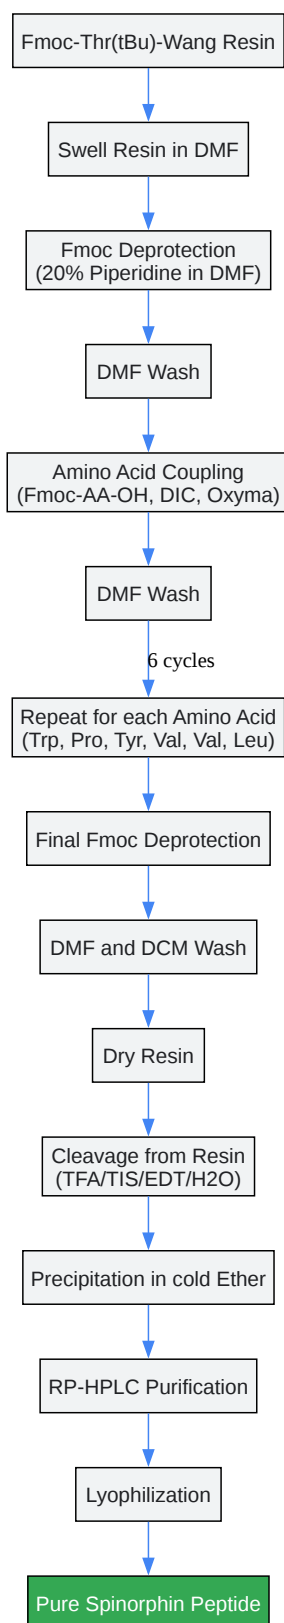 Fmoc-Thr(tBu)-Wang Resin
Swell Resin in DMF
Fmoc Deprotection
(20% Piperidine in DMF)
DMF Wash
Amino Acid Coupling
(Fmoc-AA-OH, DIC, Oxyma)
DMF Wash
6 cycles
Repeat for each Amino Acid
(Trp, Pro, Tyr, Val, Val, Leu)
Final Fmoc Deprotection
DMF and DCM Wash
Dry Resin
Cleavage from Resin
(TFA/TIS/EDT/H2O)
Precipitation in cold Ether
RP-HPLC Purification
Lyophilization
Pure Spinorphin Peptide